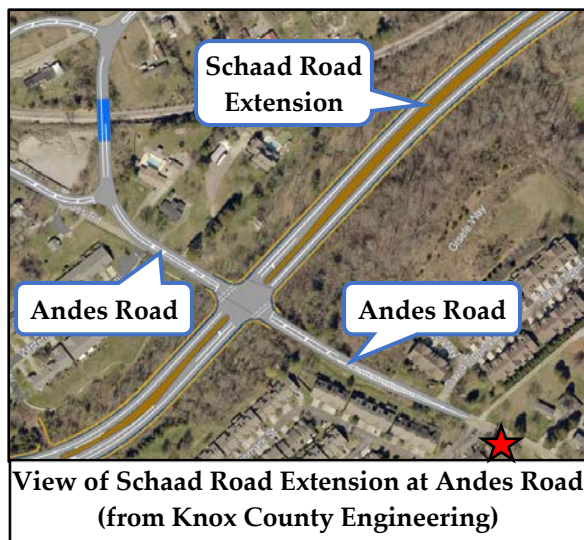 Schaad Road
Extension
Andes Road
Andes Road
View of Schaad Road Extension at Andes Road
(from Knox County Engineering)